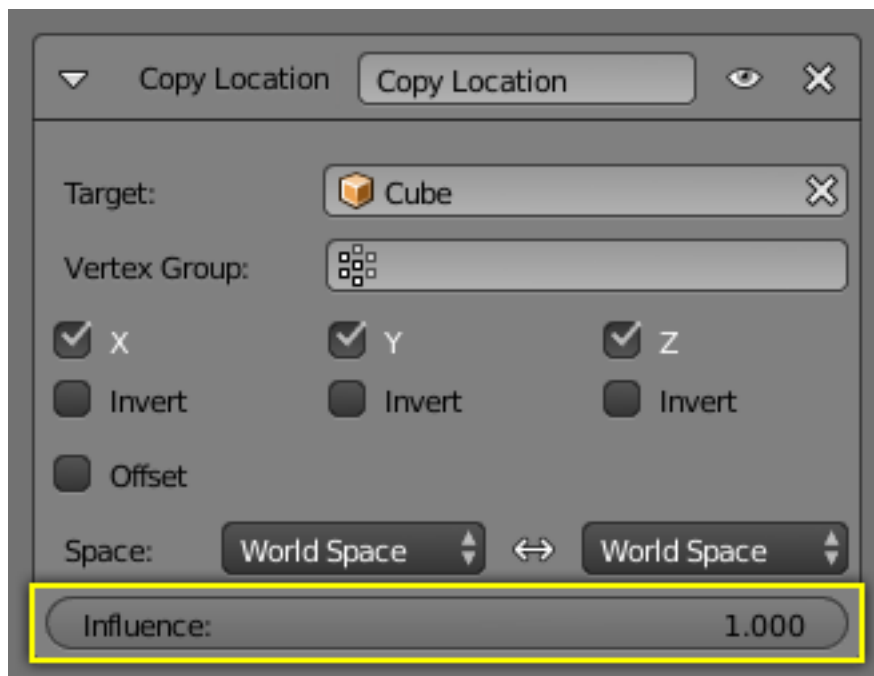 Copy Location Copy Location
Target: Cube
Vertex Group:
X Y Z
Invert Invert Invert
Offset
Space: World Space World Space
Influence: 1.000